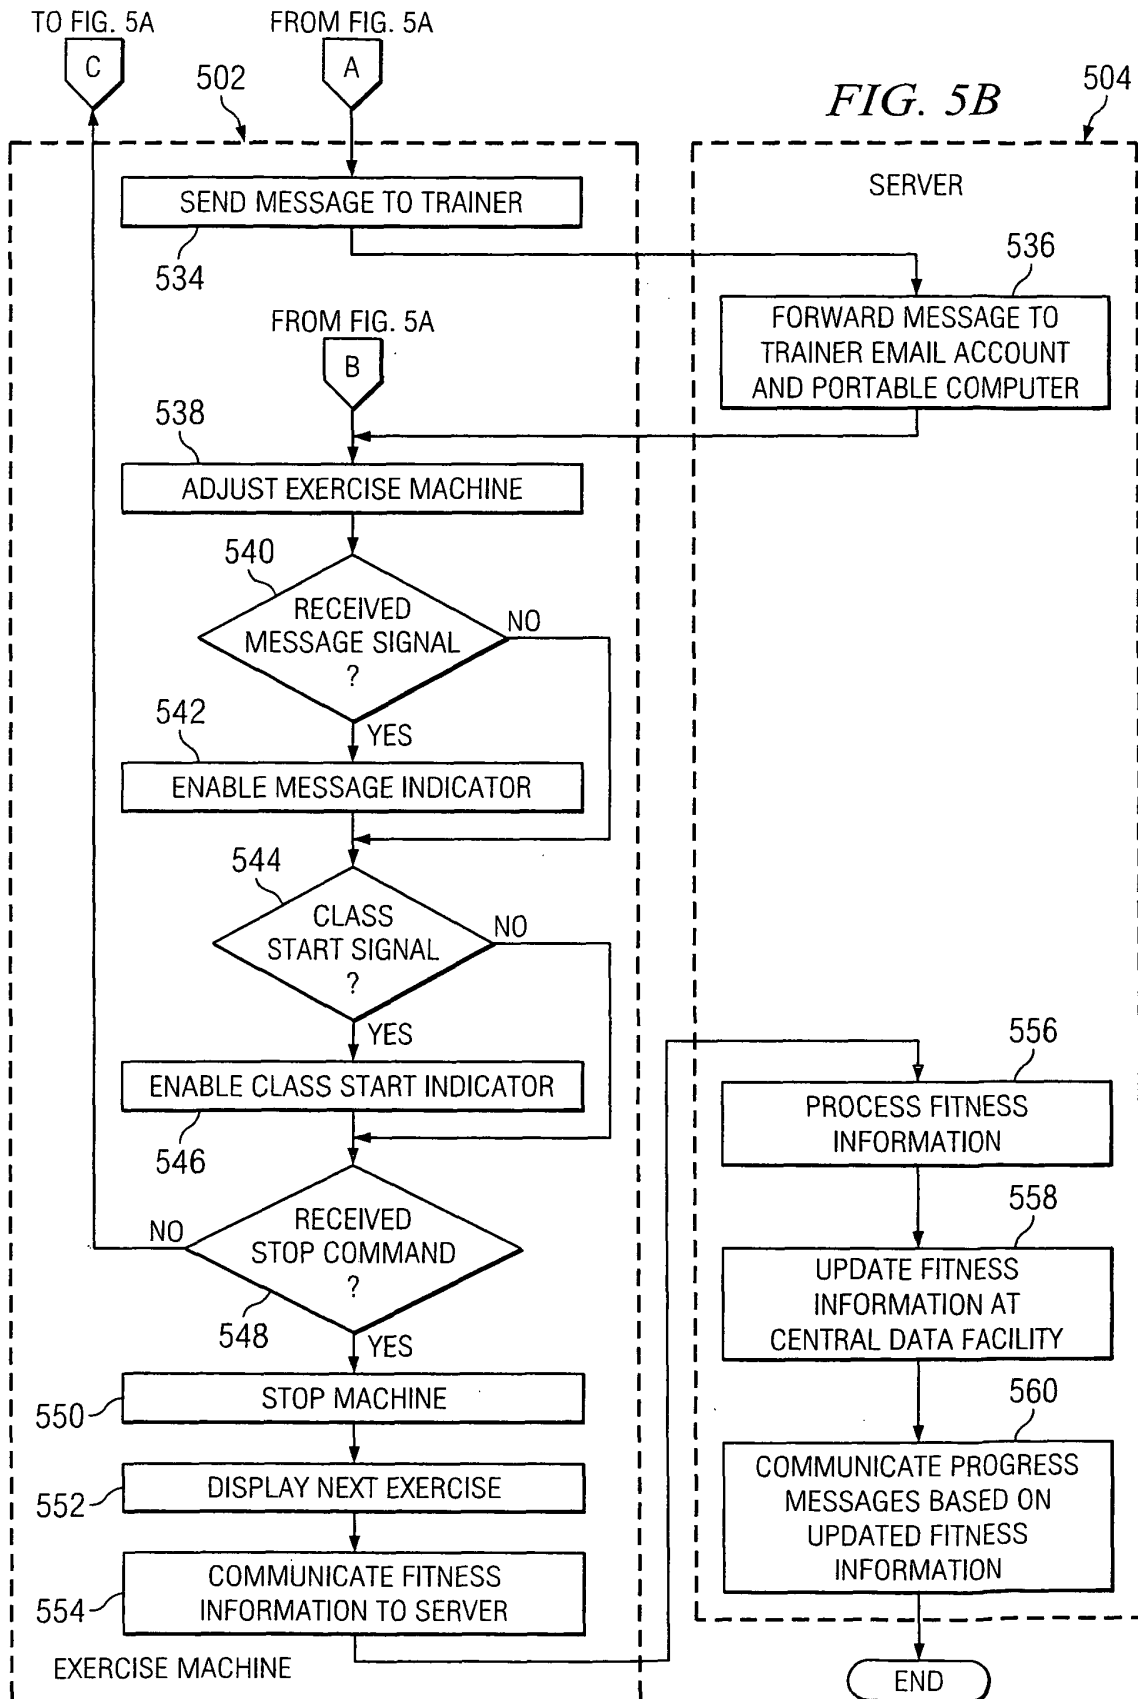 TO FIG. 5A
FROM FIG. 5A
C
A
502
FIG. 5B
504
SERVER
SEND MESSAGE TO TRAINER
534
536
FORWARD MESSAGE TO
TRAINER EMAIL ACCOUNT
AND PORTABLE COMPUTER
FROM FIG. 5A
B
538
ADJUST EXERCISE MACHINE
540
RECEIVED
MESSAGE SIGNAL
?
NO
542
YES
ENABLE MESSAGE INDICATOR
544
CLASS
START SIGNAL
?
NO
YES
ENABLE CLASS START INDICATOR
546
556
PROCESS FITNESS
INFORMATION
NO
RECEIVED
STOP COMMAND
?
548
YES
558
UPDATE FITNESS
INFORMATION AT
CENTRAL DATA FACILITY
550
STOP MACHINE
552
DISPLAY NEXT EXERCISE
560
COMMUNICATE PROGRESS
MESSAGES BASED ON
UPDATED FITNESS
INFORMATION
554
COMMUNICATE FITNESS
INFORMATION TO SERVER
EXERCISE MACHINE
END